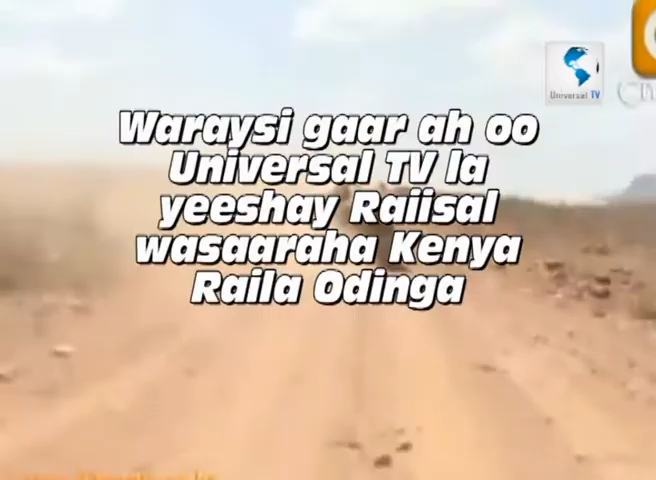 Universal TV
Waraysi gaar ah oo
Universal TV la
yeeshay Raiisal
wasaaraha Kenya
Raila Odinga